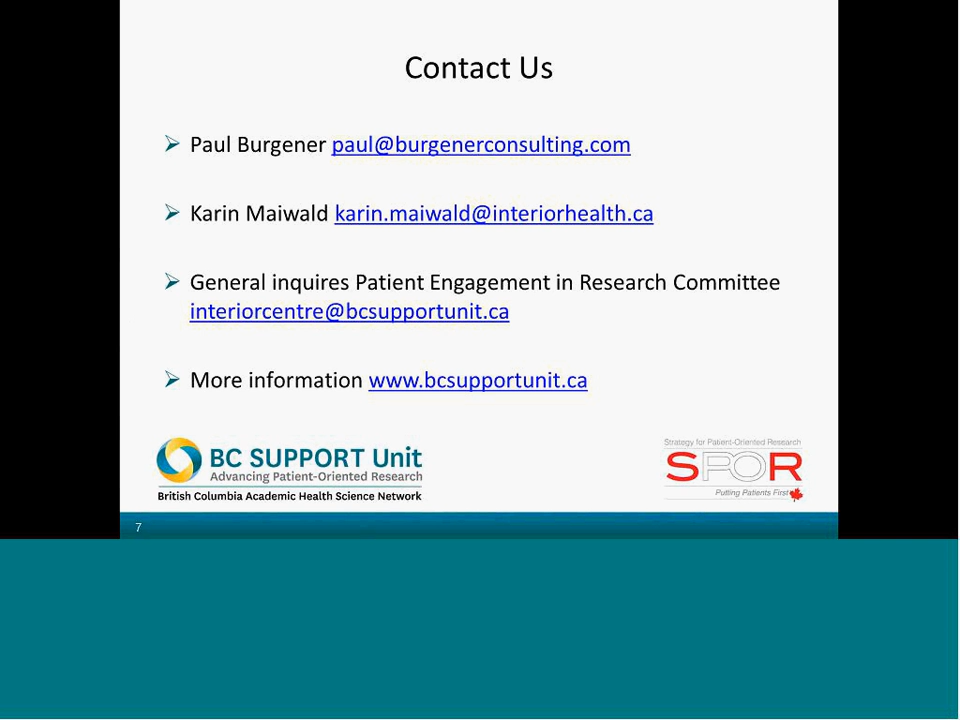 Contact Us
Paul Burgener paul@burgenerconsulting.com
Karin Maiwald karin.maiwald@interiorhealth.ca
General inquires Patient Engagement in Research Committee
interiorcentre@bcsupportunit.ca
More information www.bcsupportunit.ca
BC SUPPORT Unit
Advancing Patient-Oriented Research
British Columbia Academic Health Science Network
Strategy for Patient-Oriented Research
SPOR
Putting Patients First
7